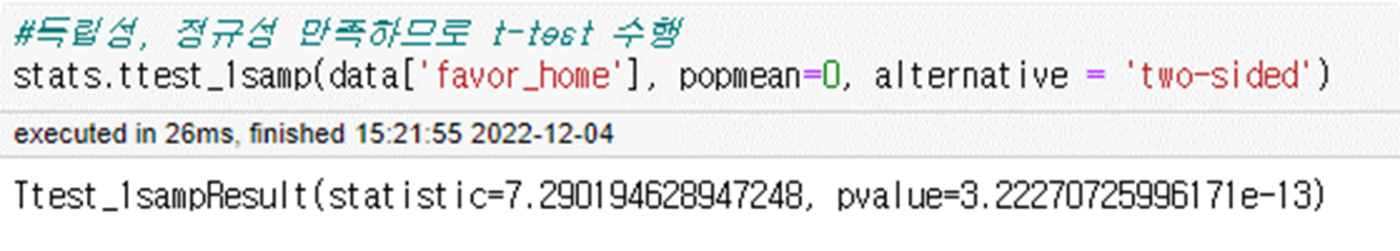 #독립성, 정규성 만족하므로 t-test 수행
stats.ttest_1samp(data['favor_home'], popmean=0, alternative = 'two-sided')
executed in 26ms, finished 15:21:55 2022-12-04
Ttest_1sampResult(statistic=7.290194628947248, pvalue=3.22270725996171e-13)